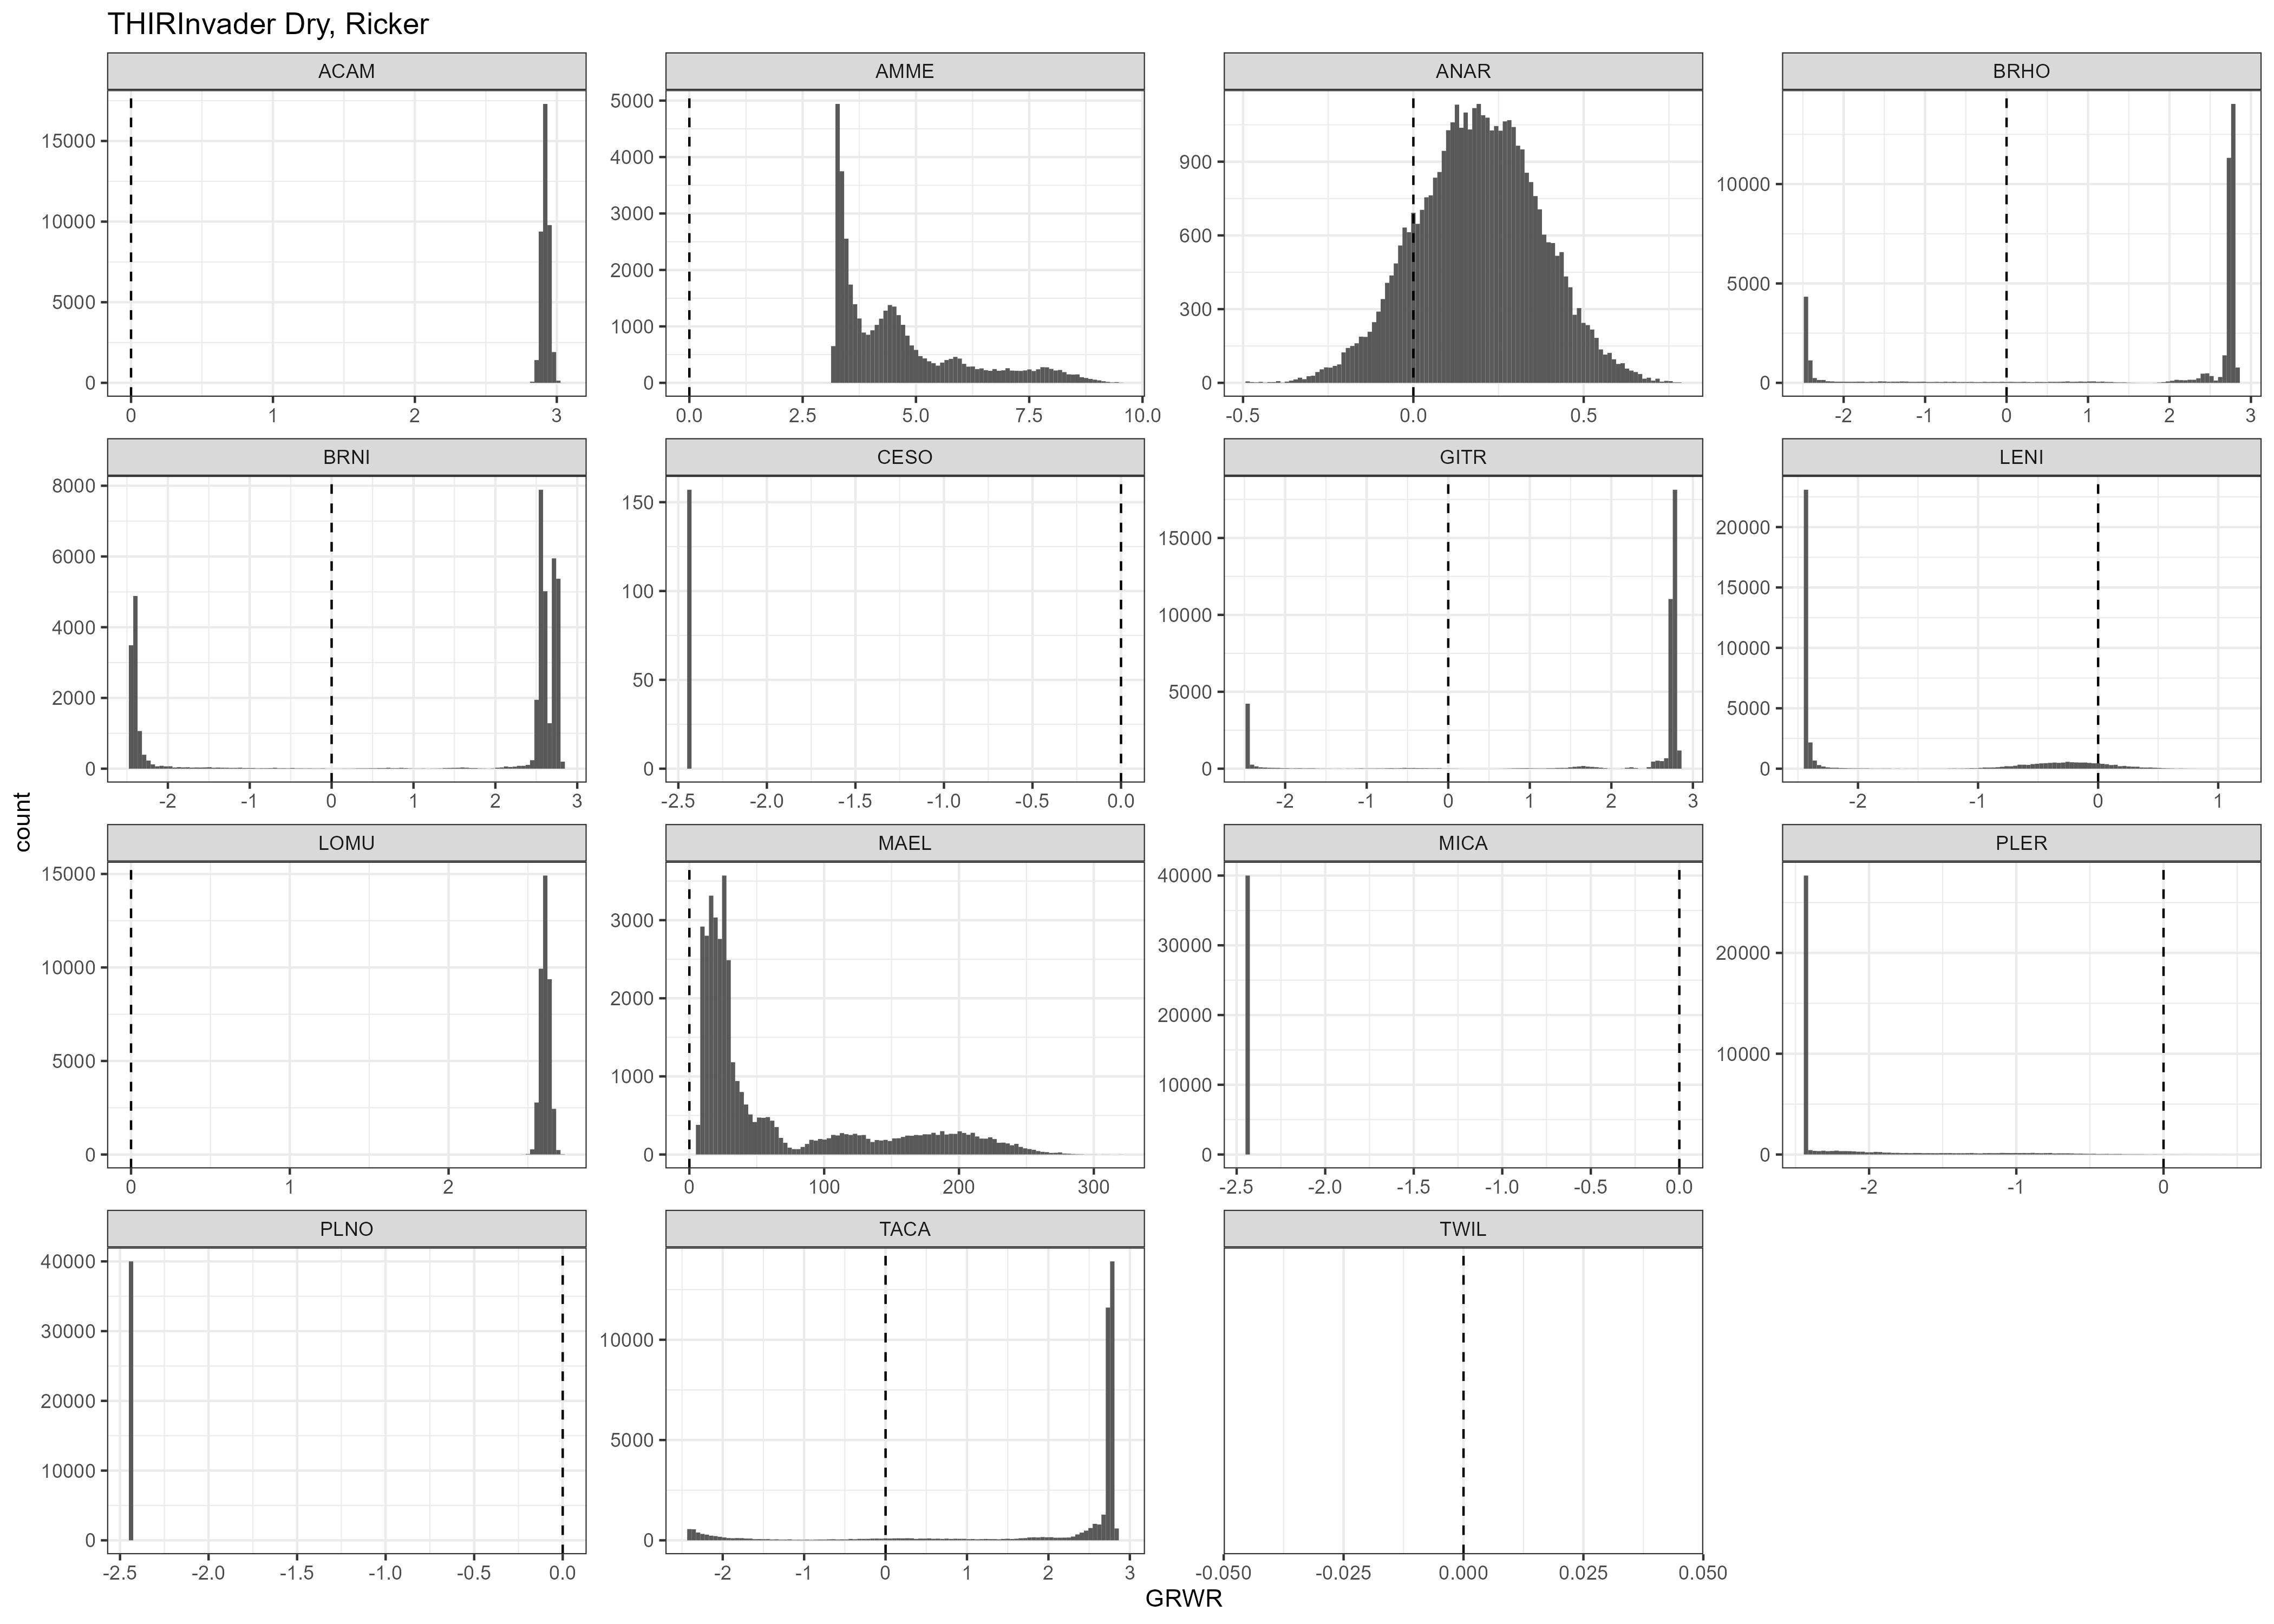 THIRInvader Dry, Ricker
ACAM AMME ANAR BRHO
15000 10000 5000 0
5000 4000 3000 2000 1000 0
900 600 300 0
10000 5000 0
0 1 2 3
0.0 2.5 5.0 7.5 10.0
-0.5 0.0 0.5
-2 -1 0 1 2 3
BRNI CESO GITR LENI
8000 6000 4000 2000 0
150 100 50 0
15000 10000 5000 0
20000 15000 10000 5000 0
-2 -1 0 1 2 3
-2.5 -2.0 -1.5 -1.0 -0.5 0.0
-2 -1 0 1 2 3
-2 -1 0 1
count
LOMU MAEL MICA PLER
15000 10000 5000 0
3000 2000 1000 0
40000 30000 20000 10000 0
20000 10000 0
0 1 2
0 100 200 300
-2.5 -2.0 -1.5 -1.0 -0.5 0.0
-2 -1 0
PLNO TACA TWIL
40000 30000 20000 10000 0
10000 5000 0
-2.5 -2.0 -1.5 -1.0 -0.5 0.0
-2 -1 0 1 2 3
-0.050 -0.025 0.000 0.025 0.050
GRWR